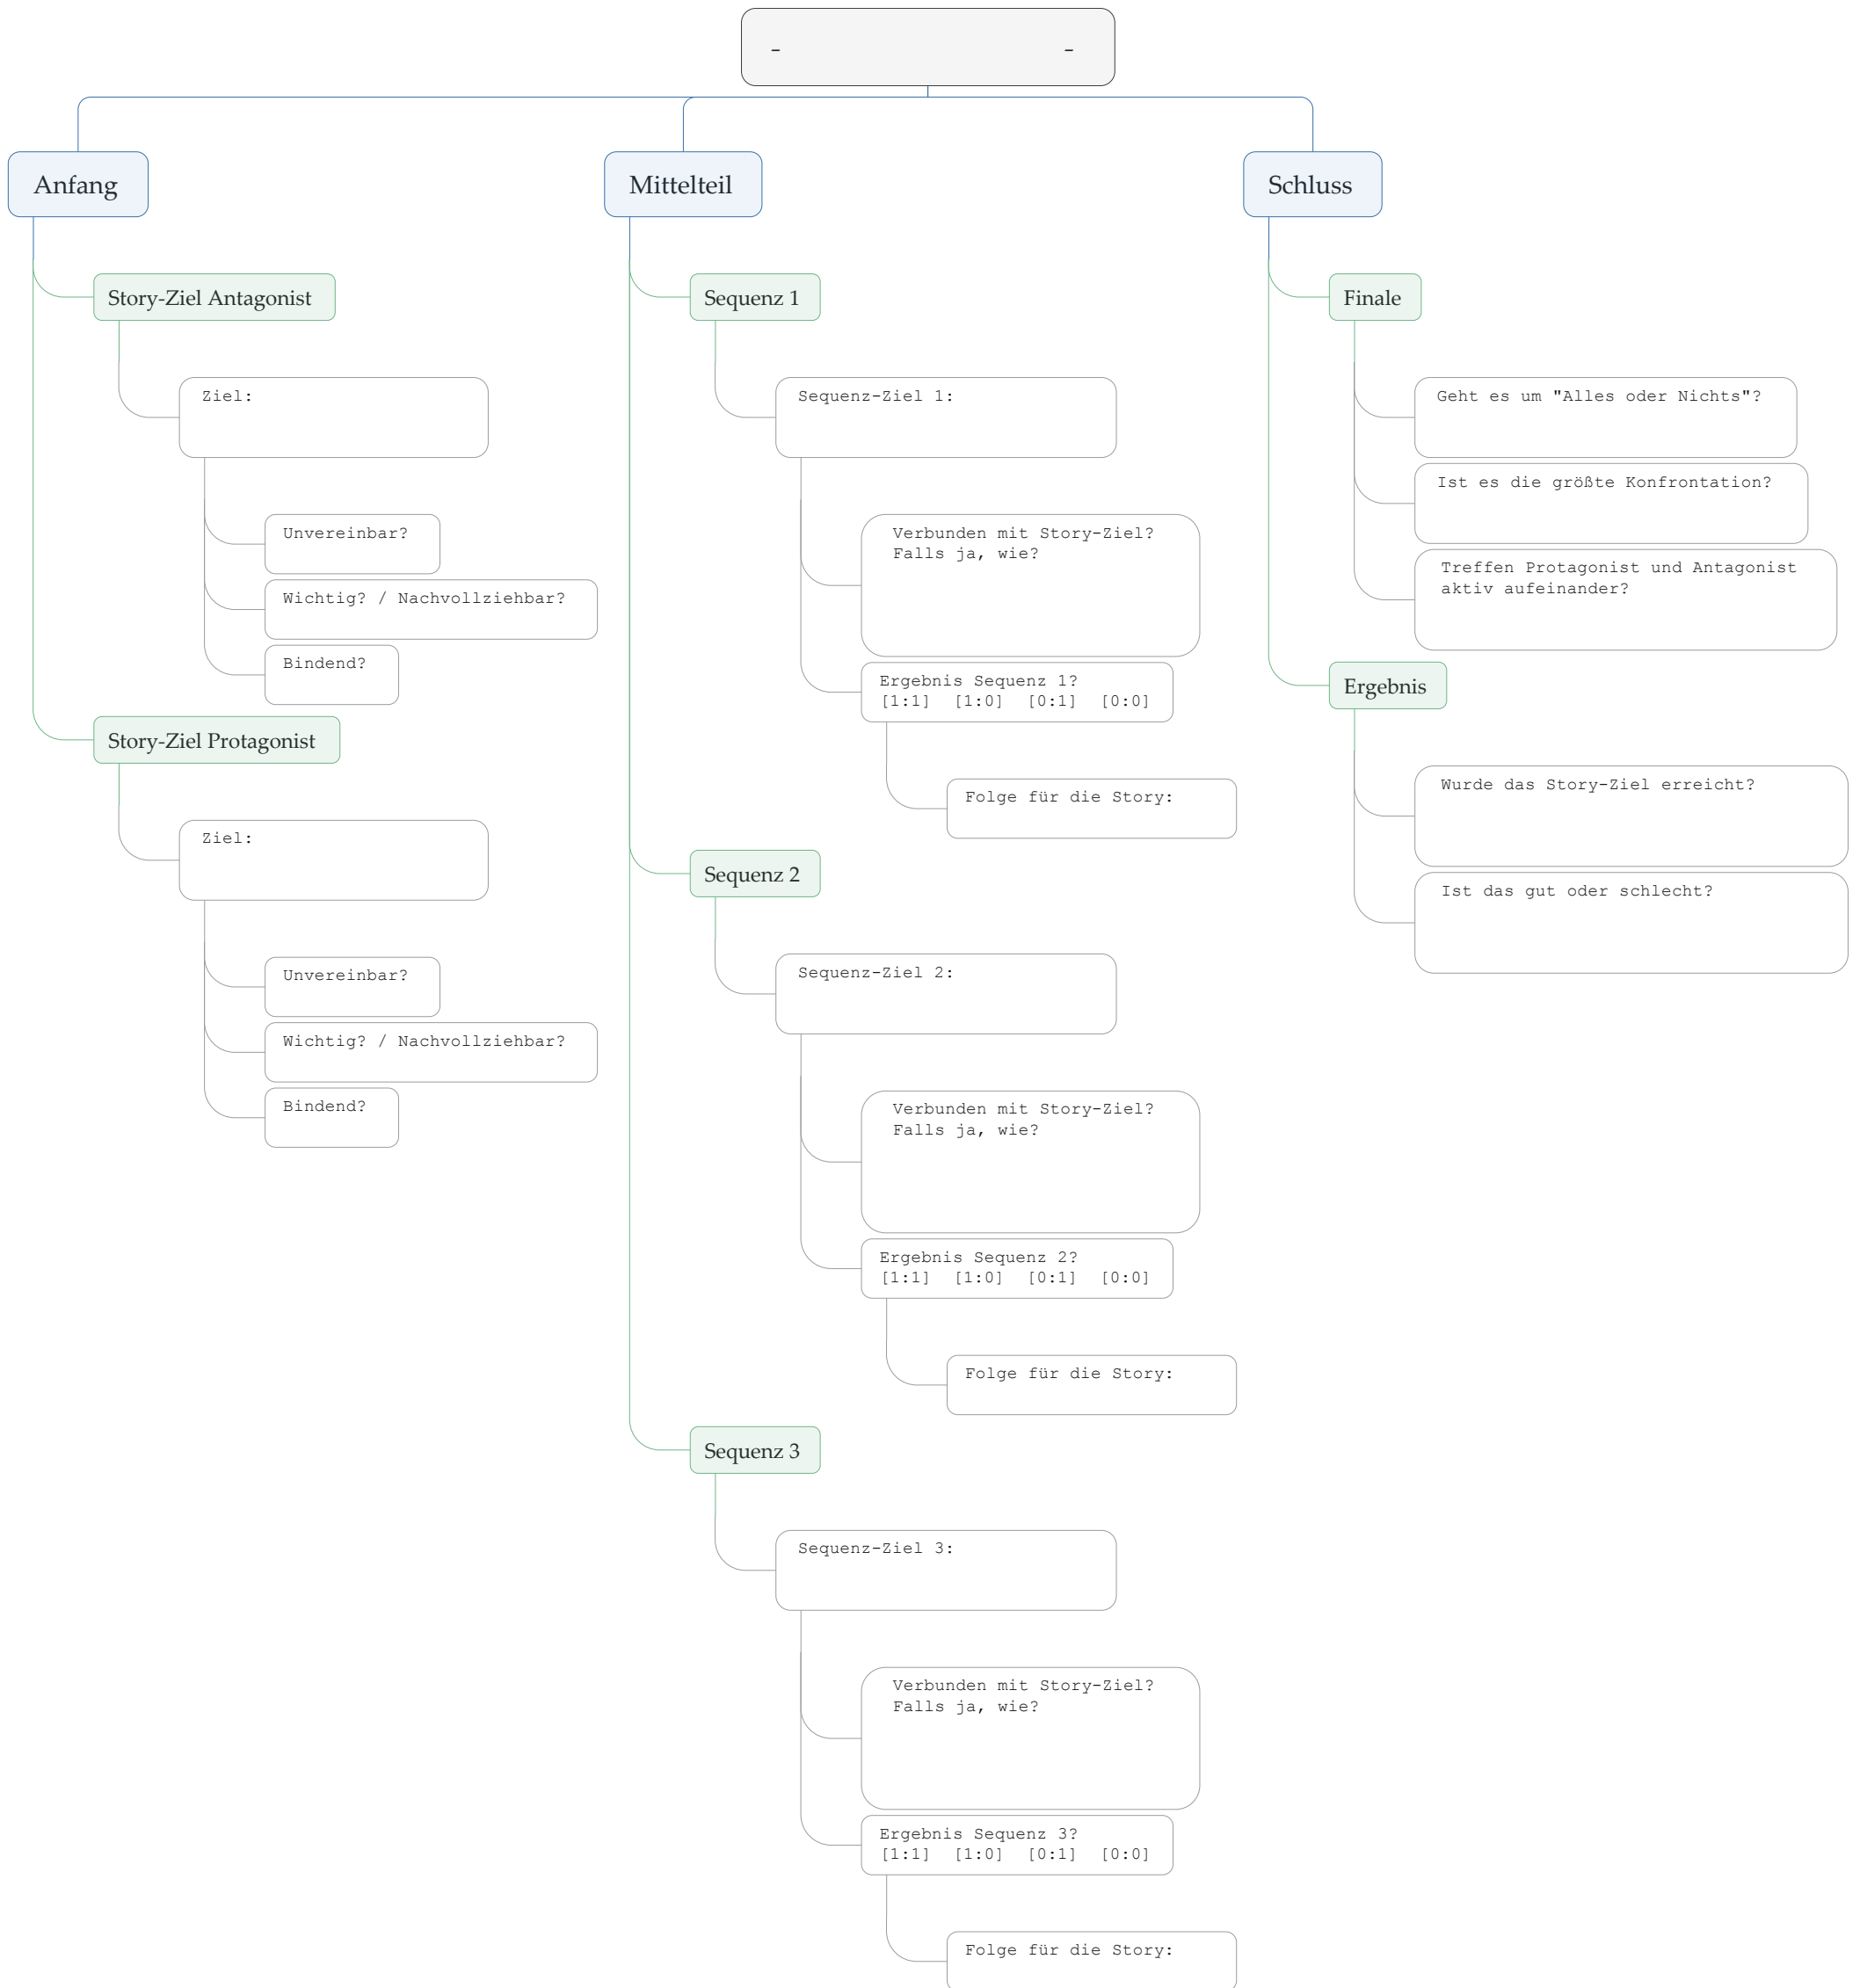 - -
Anfang
Story-Ziel Antagonist
Ziel:
Unvereinbar?
Wichtig? / Nachvollziehbar?
Bindend?
Story-Ziel Protagonist
Ziel:
Unvereinbar?
Wichtig? / Nachvollziehbar?
Bindend?
Mittelteil
Sequenz 1
Sequenz-Ziel 1:
Verbunden mit Story-Ziel?
Falls ja, wie?
Ergebnis Sequenz 1?
[1:1] [1:0] [0:1] [0:0]
Folge für die Story:
Sequenz 2
Sequenz-Ziel 2:
Verbunden mit Story-Ziel?
Falls ja, wie?
Ergebnis Sequenz 2?
[1:1] [1:0] [0:1] [0:0]
Folge für die Story:
Sequenz 3
Sequenz-Ziel 3:
Verbunden mit Story-Ziel?
Falls ja, wie?
Ergebnis Sequenz 3?
[1:1] [1:0] [0:1] [0:0]
Folge für die Story:
Schluss
Finale
Geht es um "Alles oder Nichts"?
Ist es die größte Konfrontation?
Treffen Protagonist und Antagonist
aktiv aufeinander?
Ergebnis
Wurde das Story-Ziel erreicht?
Ist das gut oder schlecht?